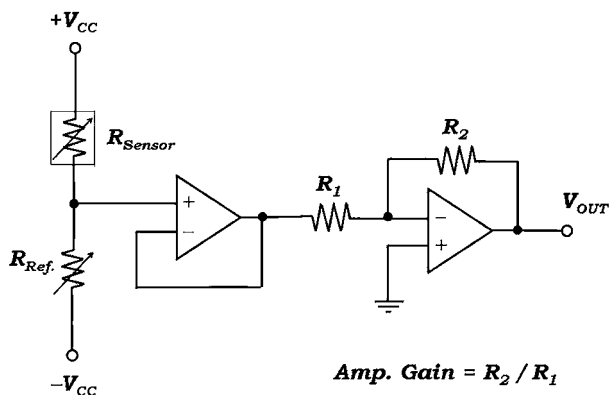 +V_CC
R_Sensor
R_2
R_1
+
−
−
+
V_OUT
R_Ref.
−V_CC
Amp. Gain = R_2 / R_1